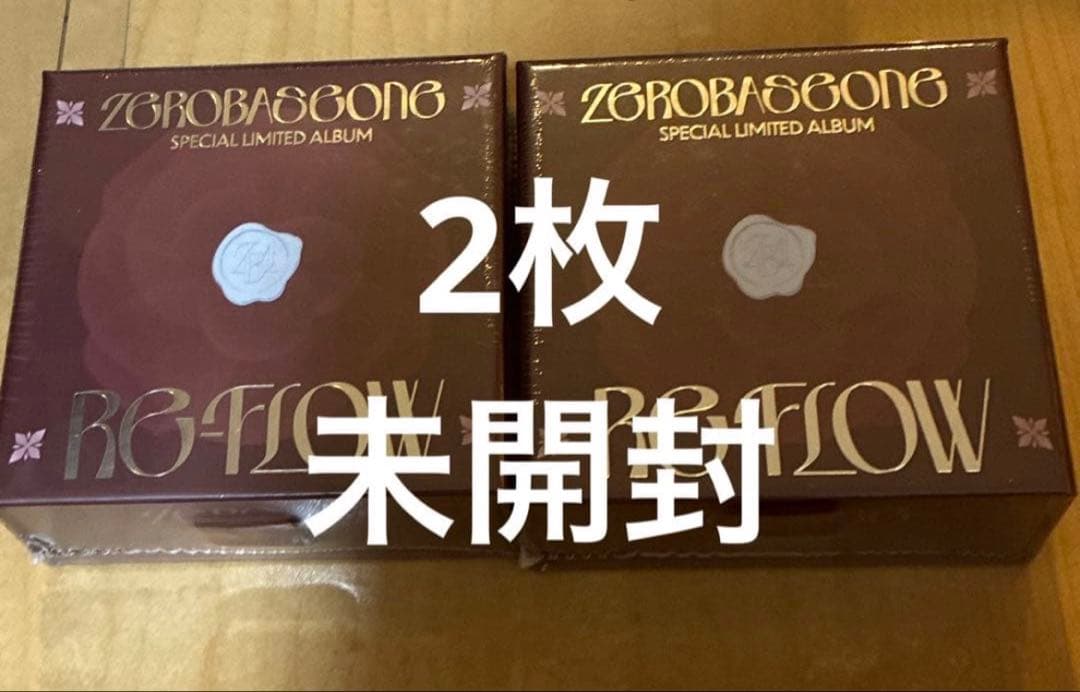 ZEROBASEONE
SPECIAL LIMITED ALBUM
RE-FLOW
ZEROBASEONE
SPECIAL LIMITED ALBUM
RE-FLOW
2枚
未開封